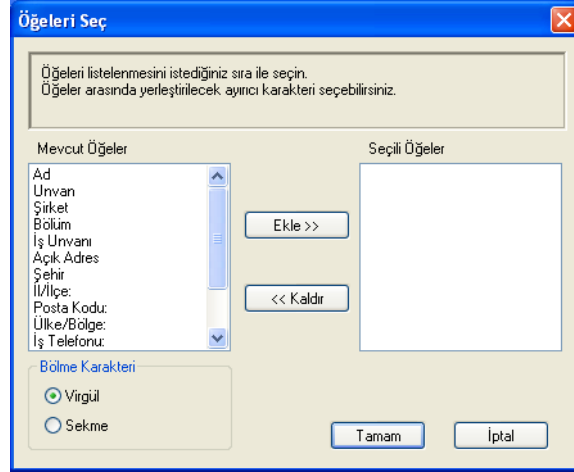 Öğeleri Seç
Öğeleri listelenmesini istediğiniz sıra ile seçin.
Öğeler arasında yerleştirilecek ayırıcı karakteri seçebilirsiniz.
Mevcut Öğeler
Seçili Öğeler
Ad
Unvan
Şirket
Bölüm
İş Unvanı
Açık Adres
Şehir
İl/İlçe:
Posta Kodu:
Ülke/Bölge:
İş Telefonu:
Ekle >>
<< Kaldır
Bölme Karakteri
Virgül
Sekme
Tamam
İptal